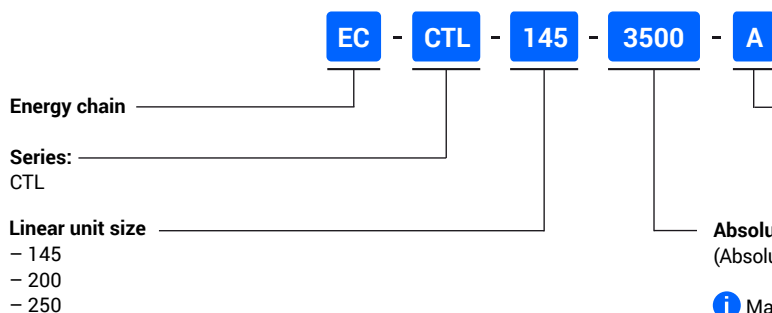 EC - CTL - 145 - 3500 - A
Energy chain
Series:
CTL
Linear unit size
– 145
– 200
– 250